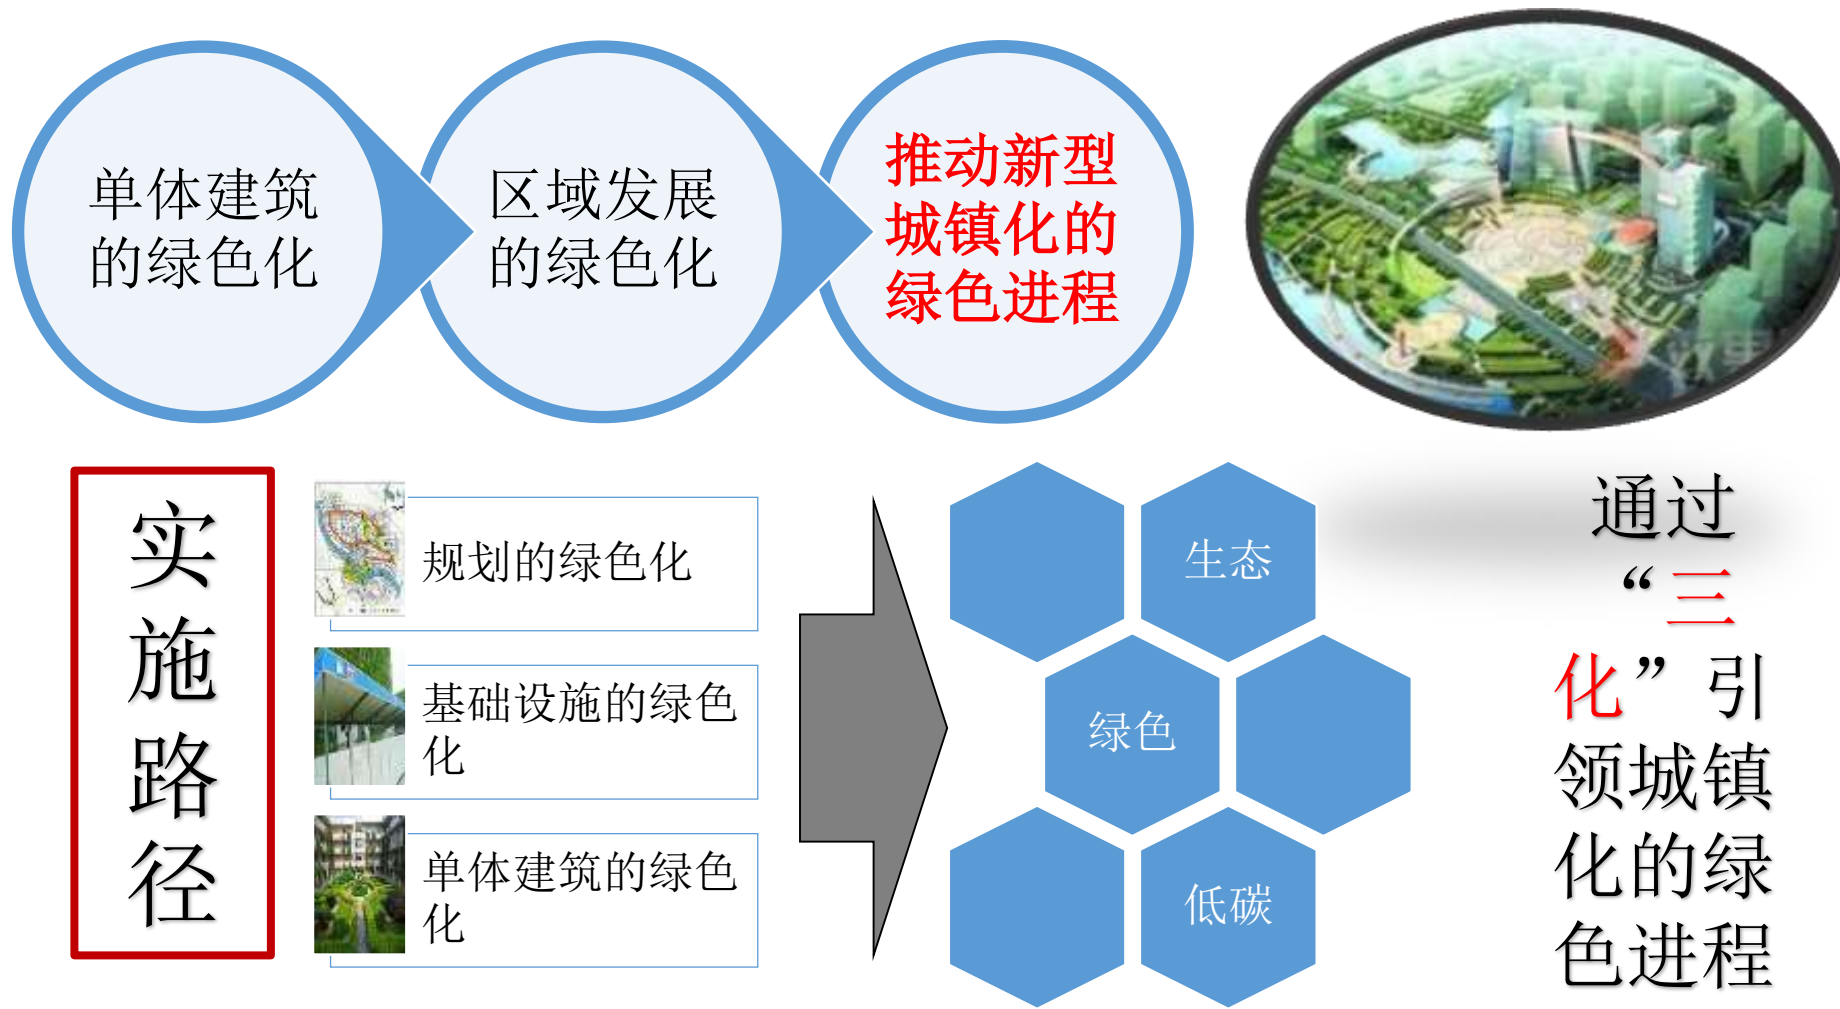 单体建筑
的绿色化
区域发展
的绿色化
推动新型
城镇化的
绿色进程
实
施
路
径
规划的绿色化
基础设施的绿色
化
单体建筑的绿色
化
生态
绿色
低碳
通过
“三
化”引
领城镇
化的绿
色进程